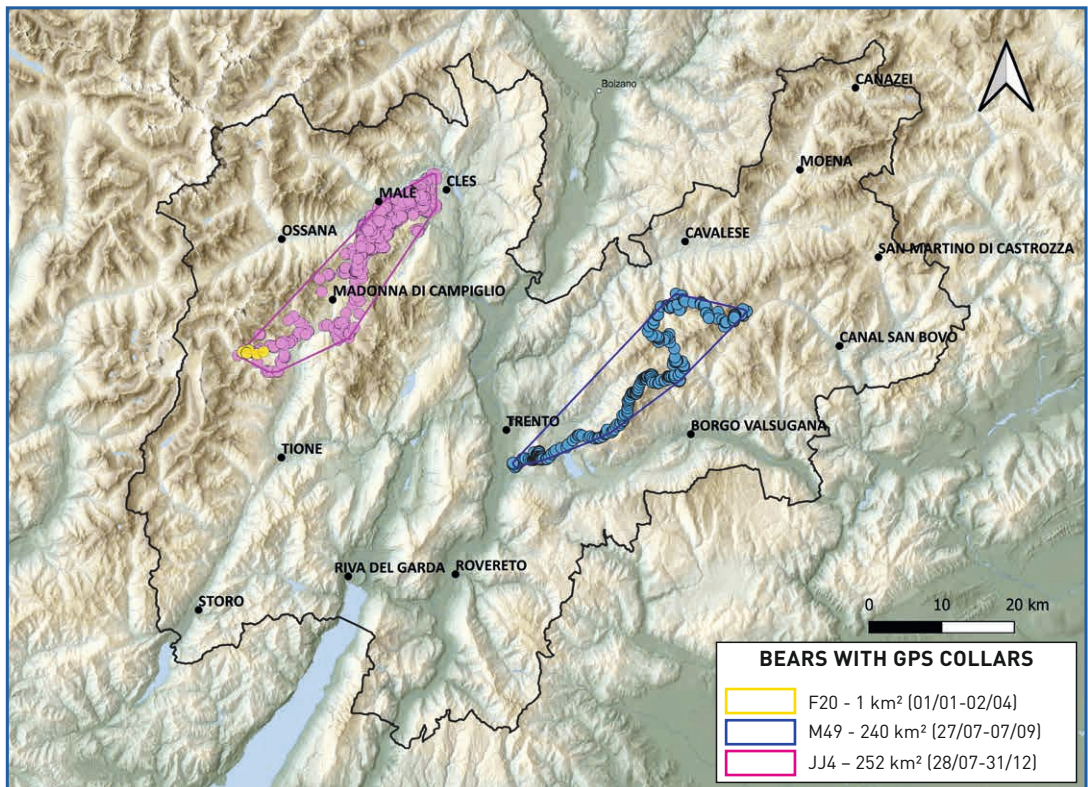 Bolzano
CANAZEI
MOENA
CLES
MALÈ
OSSANA
CAVALESE
SAN MARTINO DI CASTROZZA
MADONNA DI CAMPIGLIO
CANAL SAN BOVO
TRENTO
BORGO VALSUGANA
TIONE
RIVA DEL GARDA
ROVERETO
STORO
0 10 20 km
BEARS WITH GPS COLLARS
F20 - 1 km² (01/01-02/04)
M49 - 240 km² (27/07-07/09)
JJ4 – 252 km² (28/07-31/12)